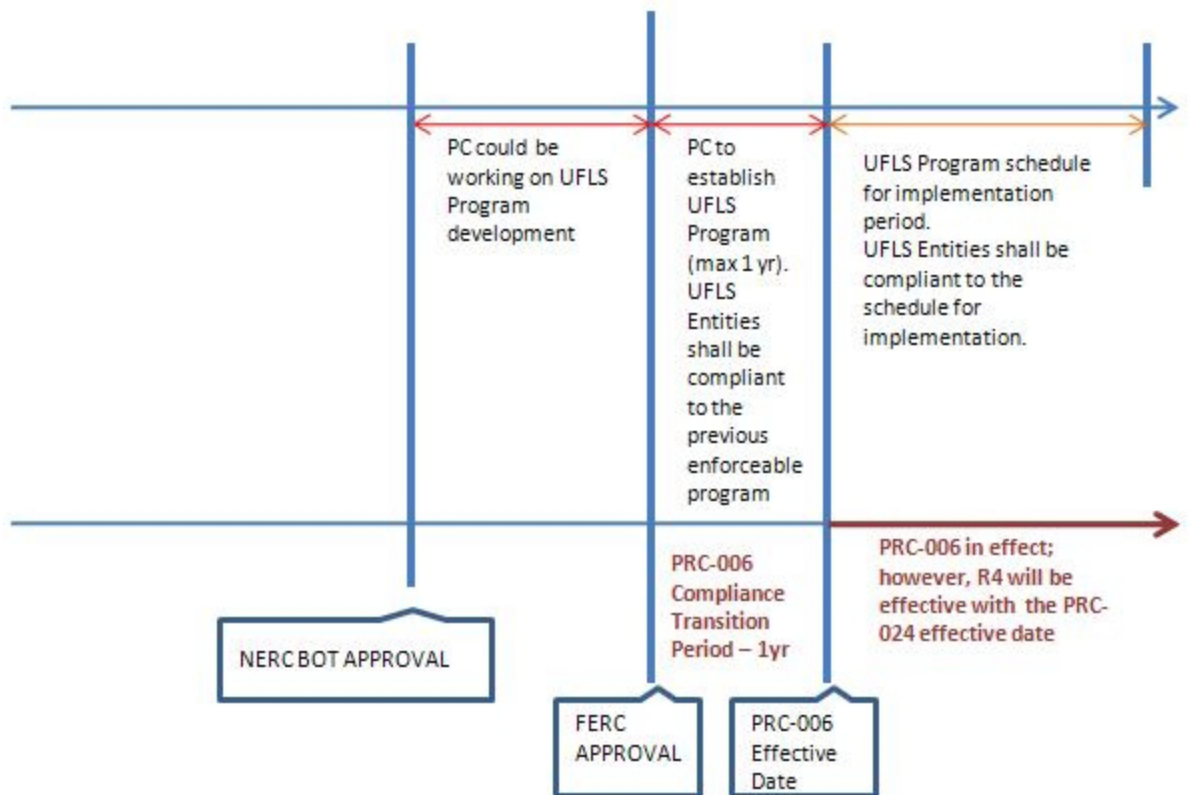 PC could be
working on UFLS
Program
development
PC to
establish
UFLS
Program
(max 1 yr).
UFLS
Entities
shall be
compliant
to the
previous
enforceable
program
UFLS Program schedule
for implementation
period.
UFLS Entities shall be
compliant to the
schedule for
implementation.
PRC-006
Compliance
Transition
Period – 1yr
PRC-006 in effect;
however, R4 will be
effective with the PRC-
024 effective date
NERC BOT APPROVAL
FERC
APPROVAL
PRC-006
Effective
Date